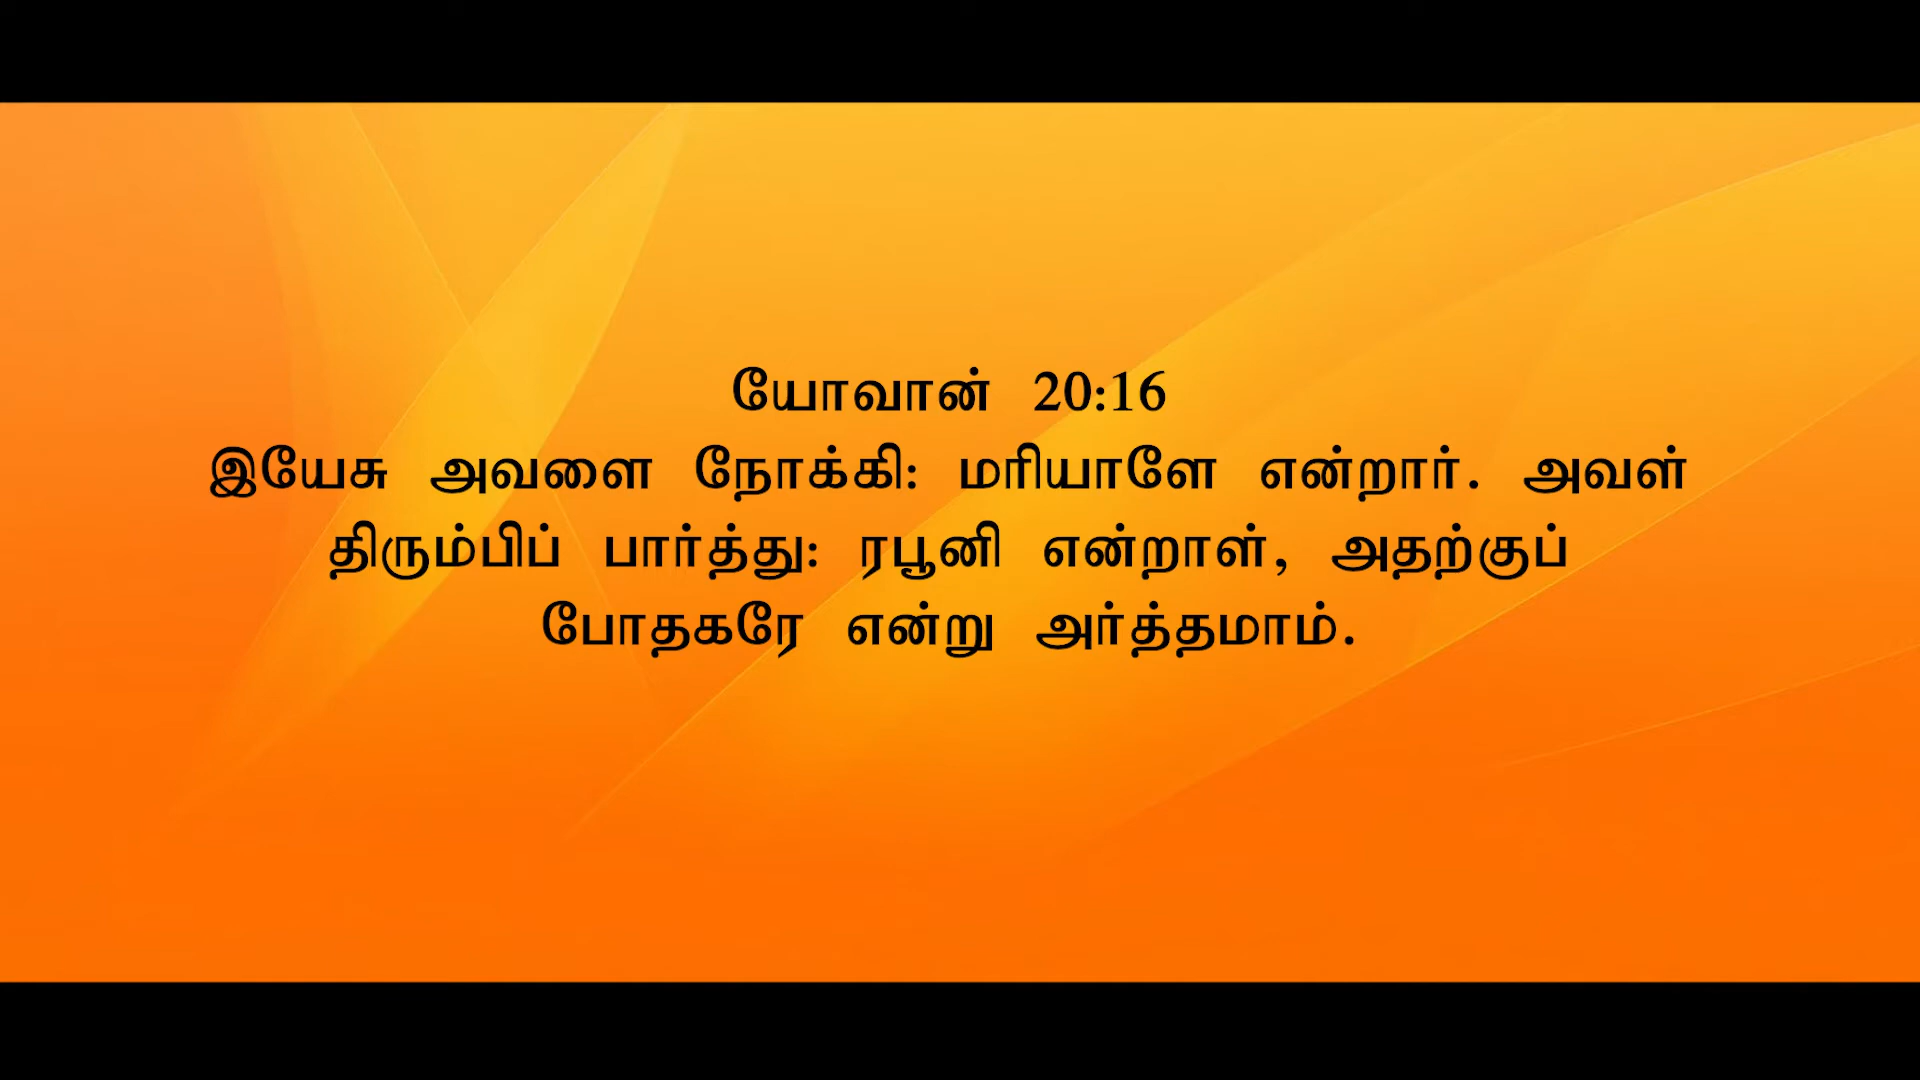 யோவான் 20:16
இயேசு அவளை நோக்கி: மரியாளே என்றார். அவள்
திரும்பிப் பார்த்து: ரபூனி என்றாள், அதற்குப்
போதகரே என்று அர்த்தமாம்.